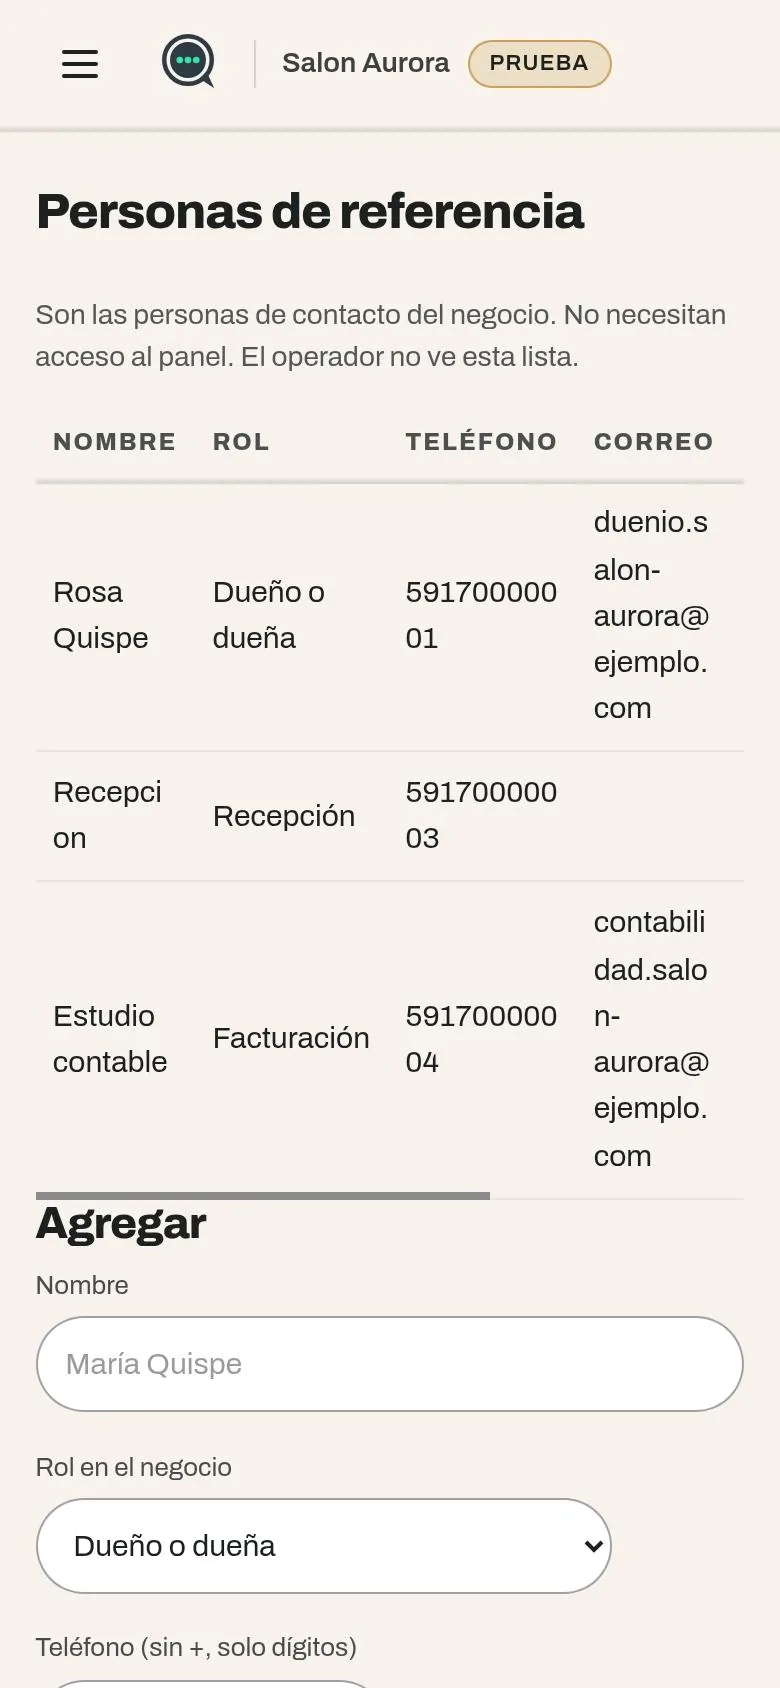 Salon Aurora PRUEBA
Personas de referencia
Son las personas de contacto del negocio. No necesitan
acceso al panel. El operador no ve esta lista.
NOMBRE ROL TELÉFONO CORREO
Rosa
Quispe
Dueño o
dueña
591700000
01
duenio.s
alon-
aurora@
ejemplo.
com
Recepci
on
Recepción
591700000
03
Estudio
contable
Facturación
591700000
04
contabili
dad.salo
n-
aurora@
ejemplo.
com
Agregar
Nombre
María Quispe
Rol en el negocio
Dueño o dueña
Teléfono (sin +, solo dígitos)